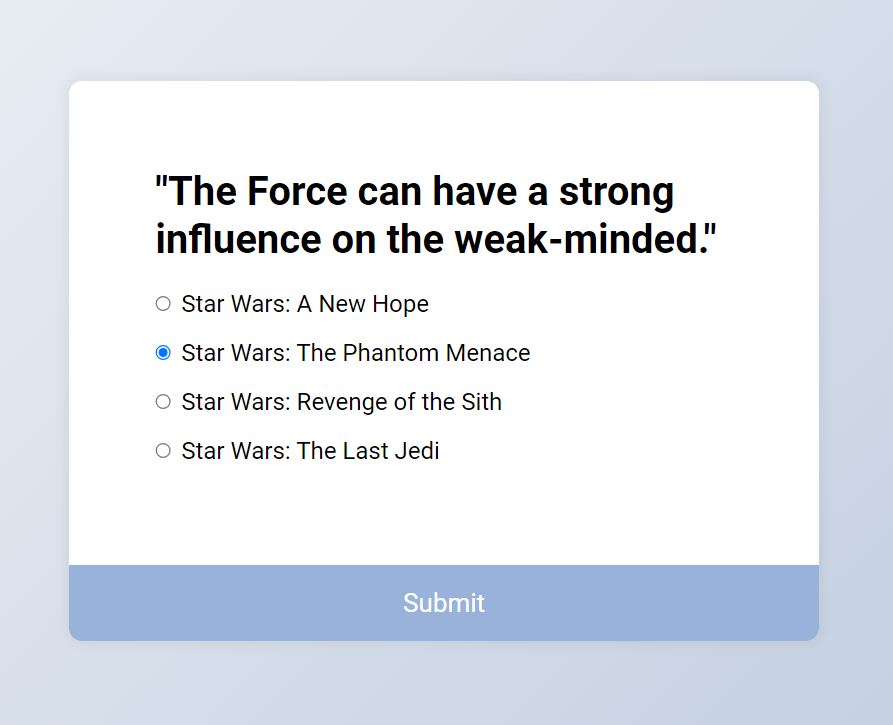 "The Force can have a strong
influence on the weak-minded."
Star Wars: A New Hope
Star Wars: The Phantom Menace
Star Wars: Revenge of the Sith
Star Wars: The Last Jedi
Submit